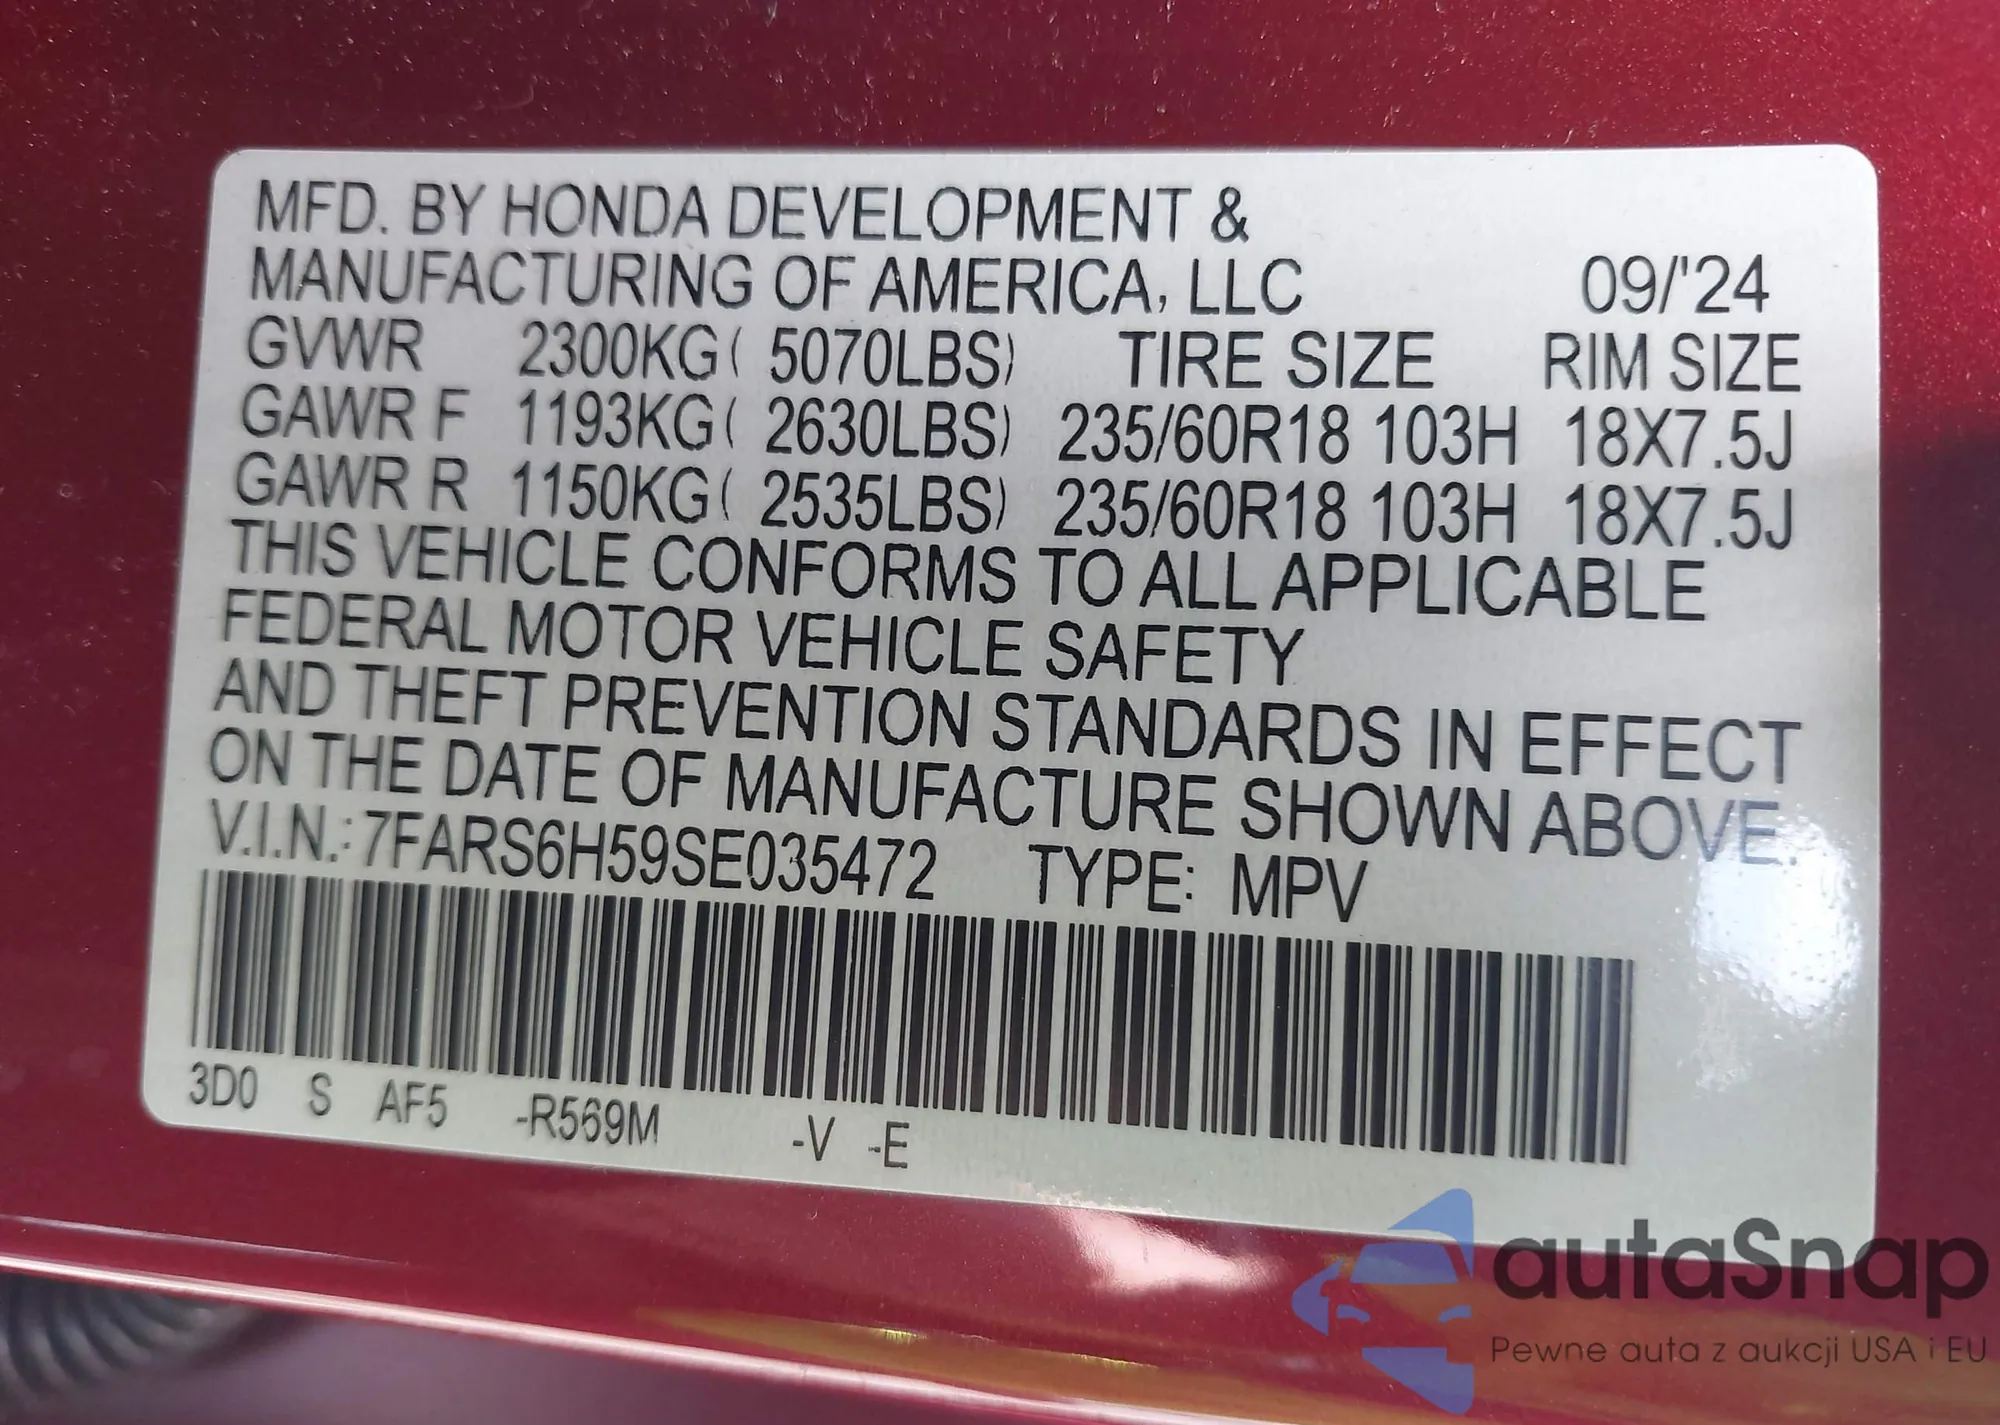 MFD. BY HONDA DEVELOPMENT &
MANUFACTURING OF AMERICA, LLC 09/'24
GVWR 2300KG( 5070LBS) TIRE SIZE RIM SIZE
GAWR F 1193KG( 2630LBS) 235/60R18 103H 18X7.5J
GAWR R 1150KG( 2535LBS) 235/60R18 103H 18X7.5J
THIS VEHICLE CONFORMS TO ALL APPLICABLE
FEDERAL MOTOR VEHICLE SAFETY
AND THEFT PREVENTION STANDARDS IN EFFECT
ON THE DATE OF MANUFACTURE SHOWN ABOVE.
V.I.N.: 7FARS6H59SE035472 TYPE: MPV
3D0 S AF5 -R569M -V -E
autaSnap
Pewne auta z aukcji USA i EU